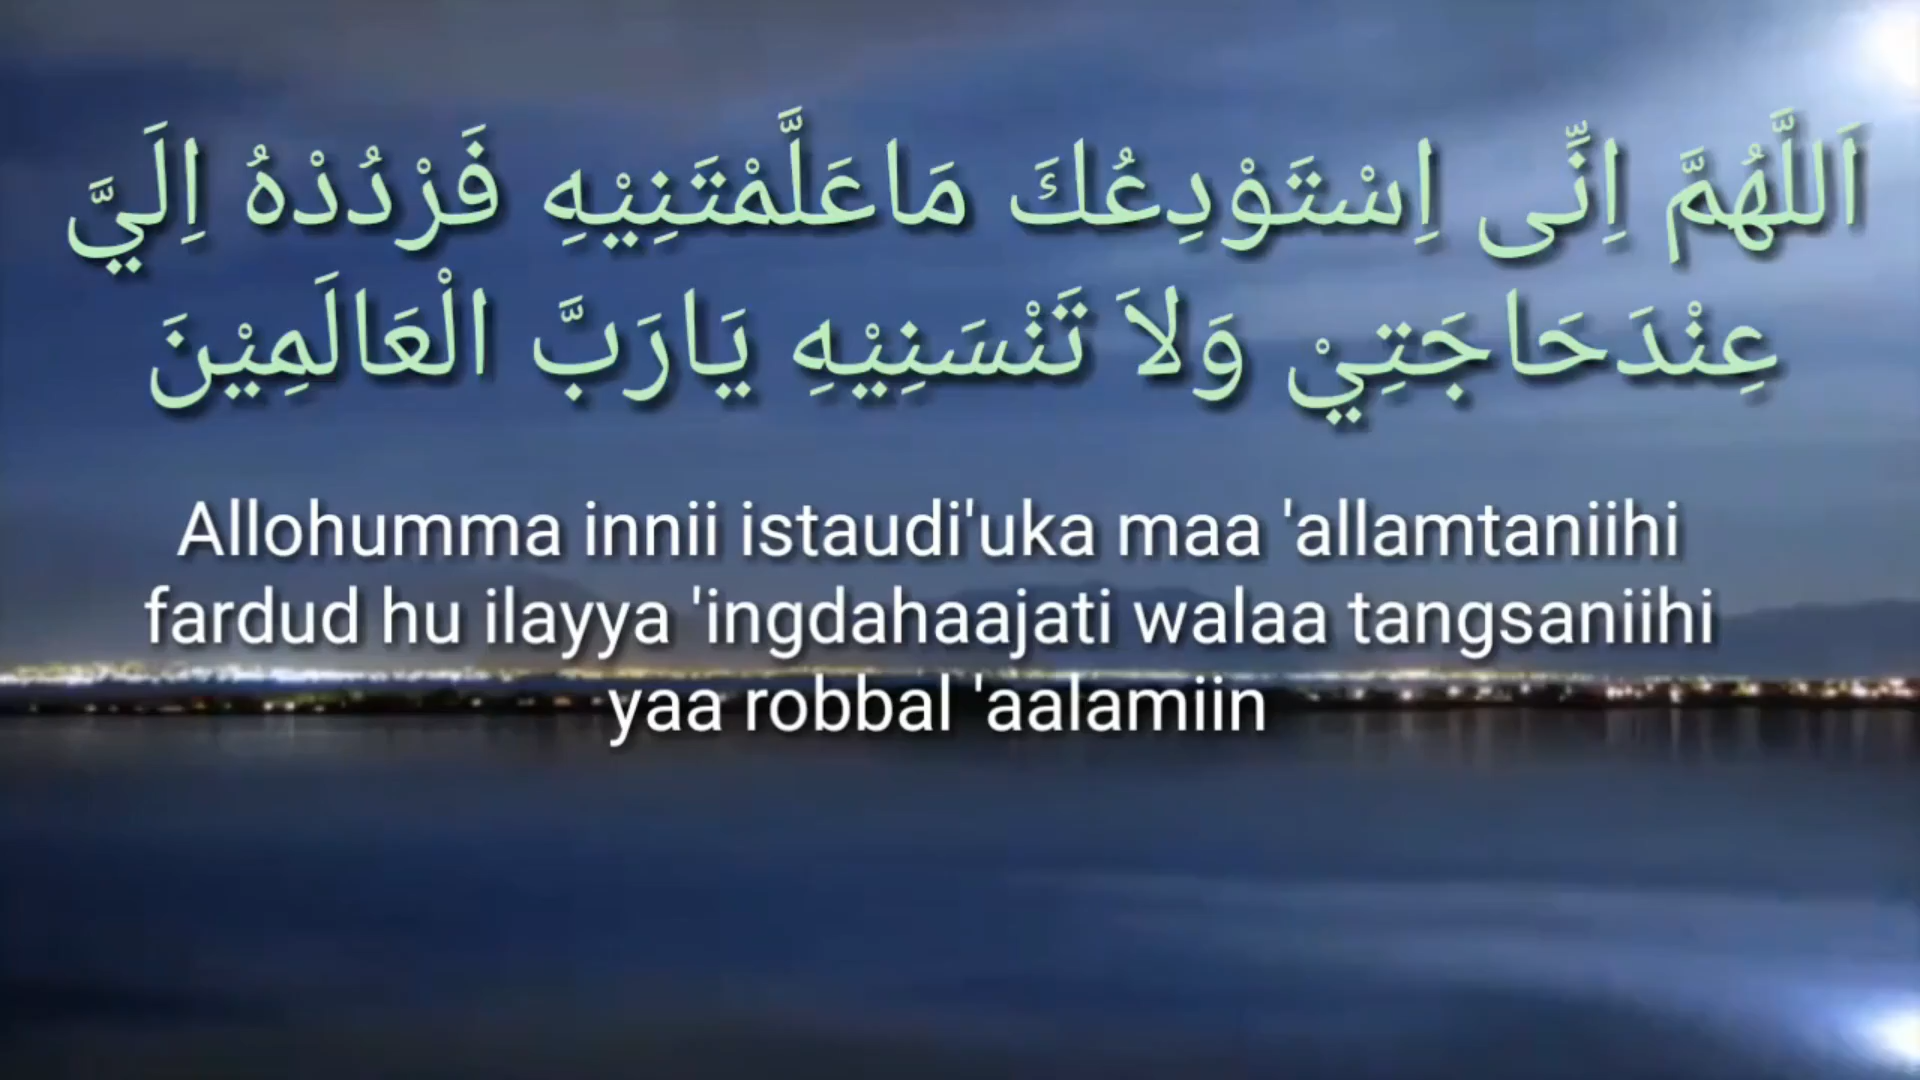 اَللَّهُمَّ اِنِّى اِسْتَوْدِعُكَ مَاعَلَّمْتَنِيْهِ فَرْدُدْهُ اِلَيَّ
عِنْدَحَاجَتِيْ وَلاَ تَنْسَنِيْهِ يَارَبَّ الْعَالَمِيْنَ
Allohumma innii istaudi'uka maa 'allamtaniihi
fardud hu ilayya 'ingdahaajati walaa tangsaniihi
yaa robbal 'aalamiin